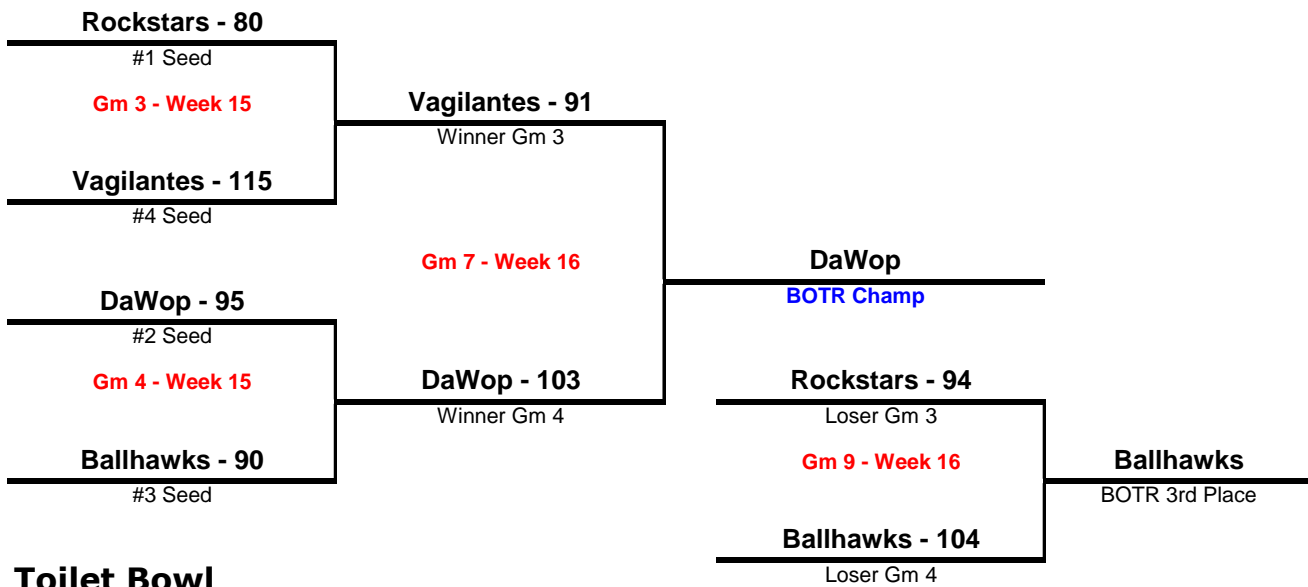 Rockstars - 80
#1 Seed
Gm 3 - Week 15
Vagilantes - 91
Winner Gm 3
Vagilantes - 115
#4 Seed
Gm 7 - Week 16
DaWop
BOTR Champ
DaWop - 95
#2 Seed
Gm 4 - Week 15
DaWop - 103
Winner Gm 4
Rockstars - 94
Loser Gm 3
Ballhawks - 90
#3 Seed
Gm 9 - Week 16
Ballhawks
BOTR 3rd Place
Ballhawks - 104
Loser Gm 4
Toilet Bowl